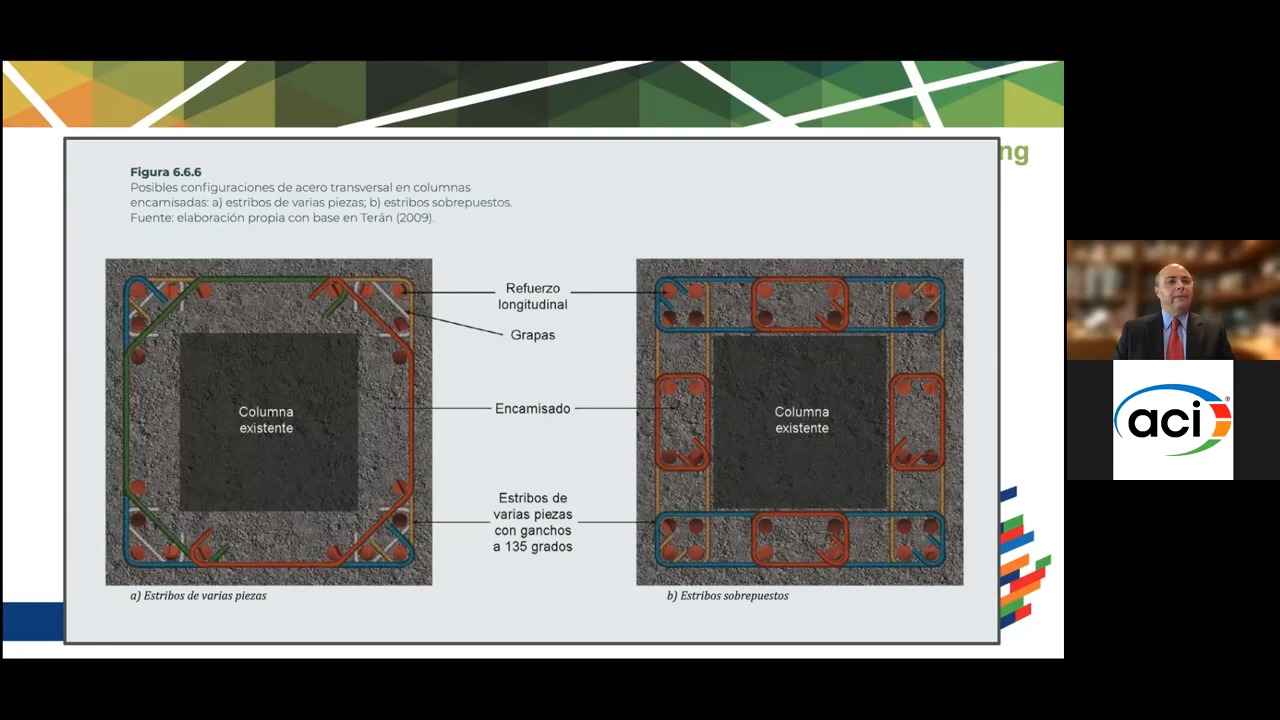 ng
Figura 6.6.6
Posibles configuraciones de acero transversal en columnas
encamisadas: a) estribos de varias piezas; b) estribos sobrepuestos.
Fuente: elaboración propia con base en Terán (2009).
Refuerzo
longitudinal
Grapas
Encamisado
Columna
existente
Columna
existente
Estribos de
varias piezas
con ganchos
a 135 grados
a) Estribos de varias piezas
b) Estribos sobrepuestos
aci®